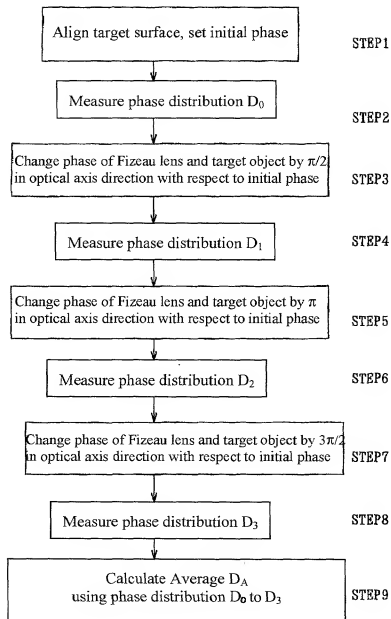 Align target surface, set initial phase
STEP1
Measure phase distribution D₀
STEP2
Change phase of Fizeau lens and target object by π/2
in optical axis direction with respect to initial phase
STEP3
Measure phase distribution D₁
STEP4
Change phase of Fizeau lens and target object by π
in optical axis direction with respect to initial phase
STEP5
Measure phase distribution D₂
STEP6
Change phase of Fizeau lens and target object by 3π/2
in optical axis direction with respect to initial phase
STEP7
Measure phase distribution D₃
STEP8
Calculate Average D_A
using phase distribution D₀ to D₃
STEP9